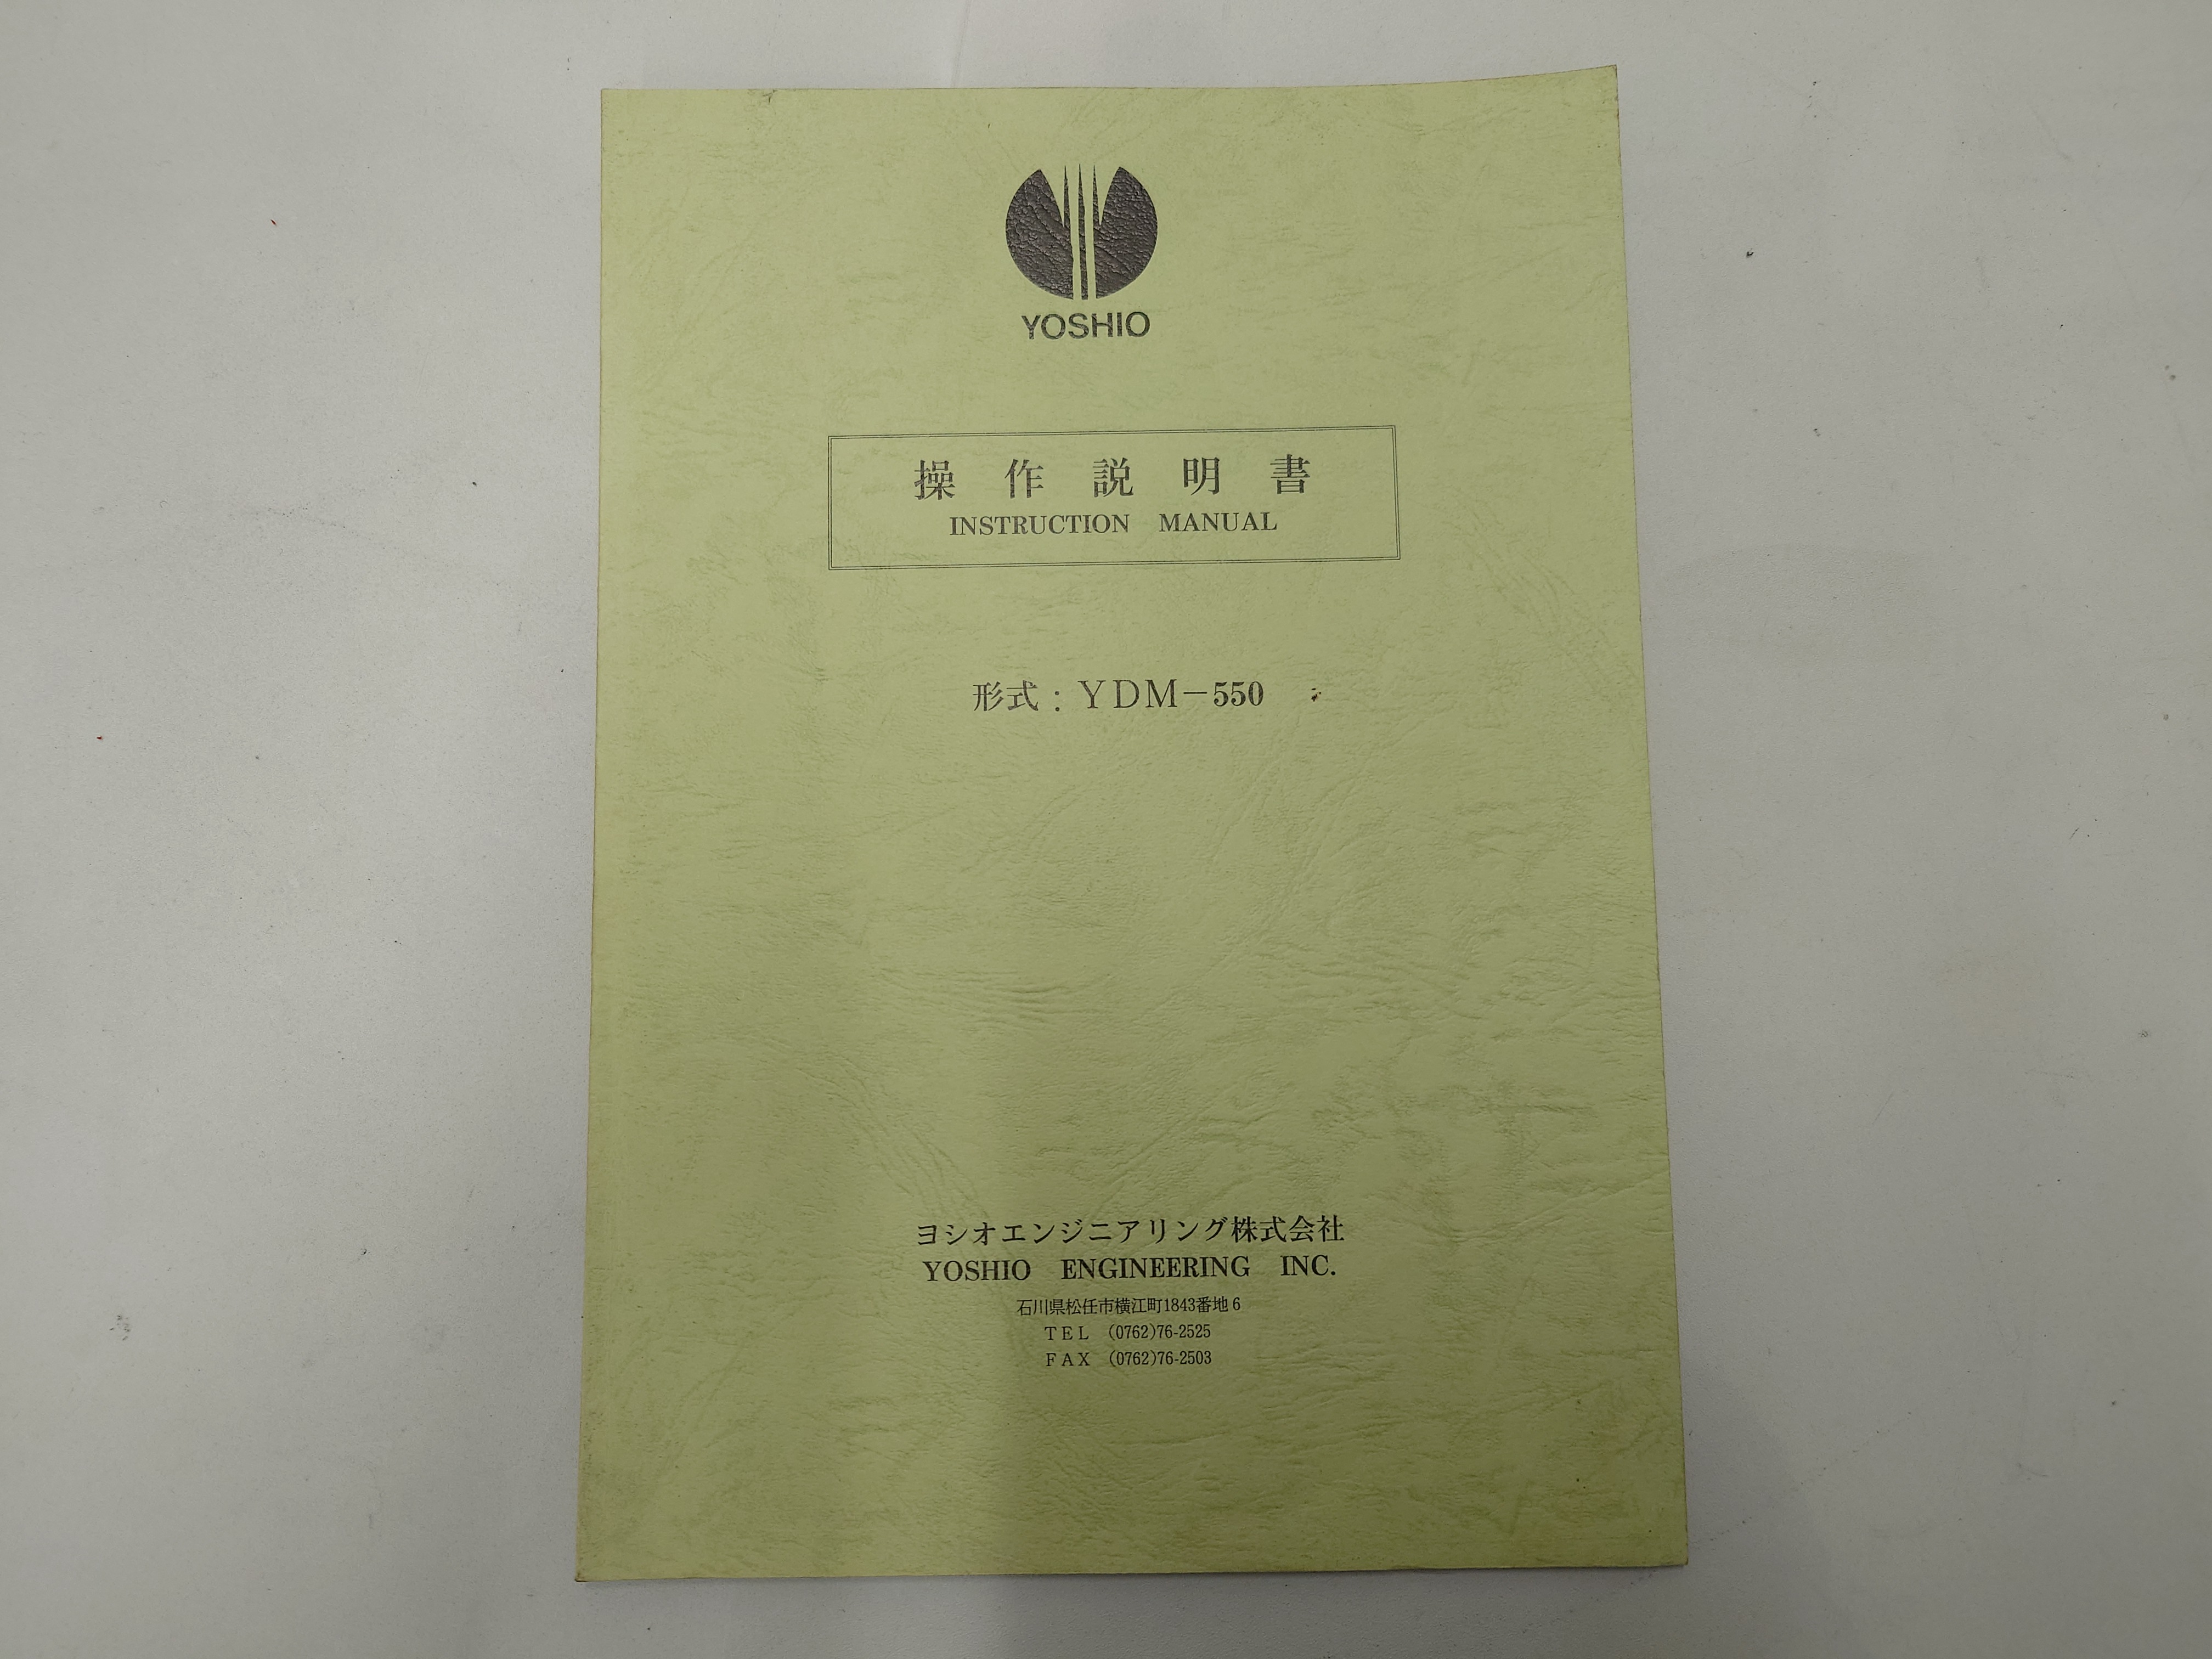 YOSHIO
操作説明書
INSTRUCTION MANUAL
形式:YDM-550
ヨシオエンジニアリング株式会社
YOSHIO ENGINEERING INC.
石川県松任市横江町1843番地6
TEL (0762)76-2525
FAX (0762)76-2503